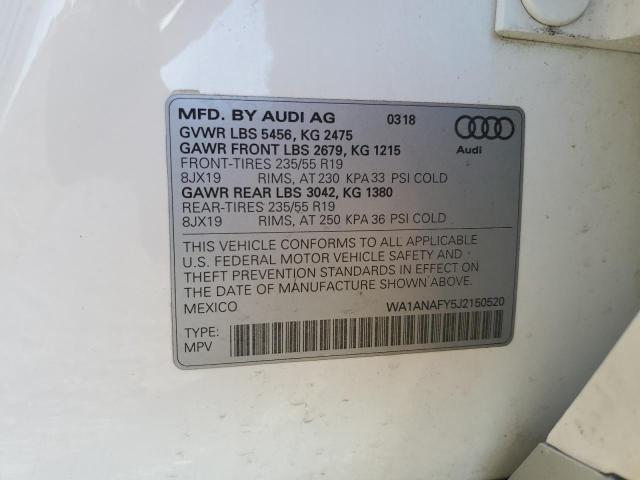 MFD. BY AUDI AG 0318
GVWR LBS 5456, KG 2475
GAWR FRONT LBS 2679, KG 1215
FRONT-TIRES 235/55 R19
8JX19 RIMS, AT 230 KPA 33 PSI COLD
GAWR REAR LBS 3042, KG 1380
REAR-TIRES 235/55 R19
8JX19 RIMS, AT 250 KPA 36 PSI COLD
Audi
THIS VEHICLE CONFORMS TO ALL APPLICABLE
U.S. FEDERAL MOTOR VEHICLE SAFETY AND
THEFT PREVENTION STANDARDS IN EFFECT ON
THE DATE OF MANUFACTURE SHOWN ABOVE.
MEXICO WA1ANAFY5J2150520
TYPE:
MPV